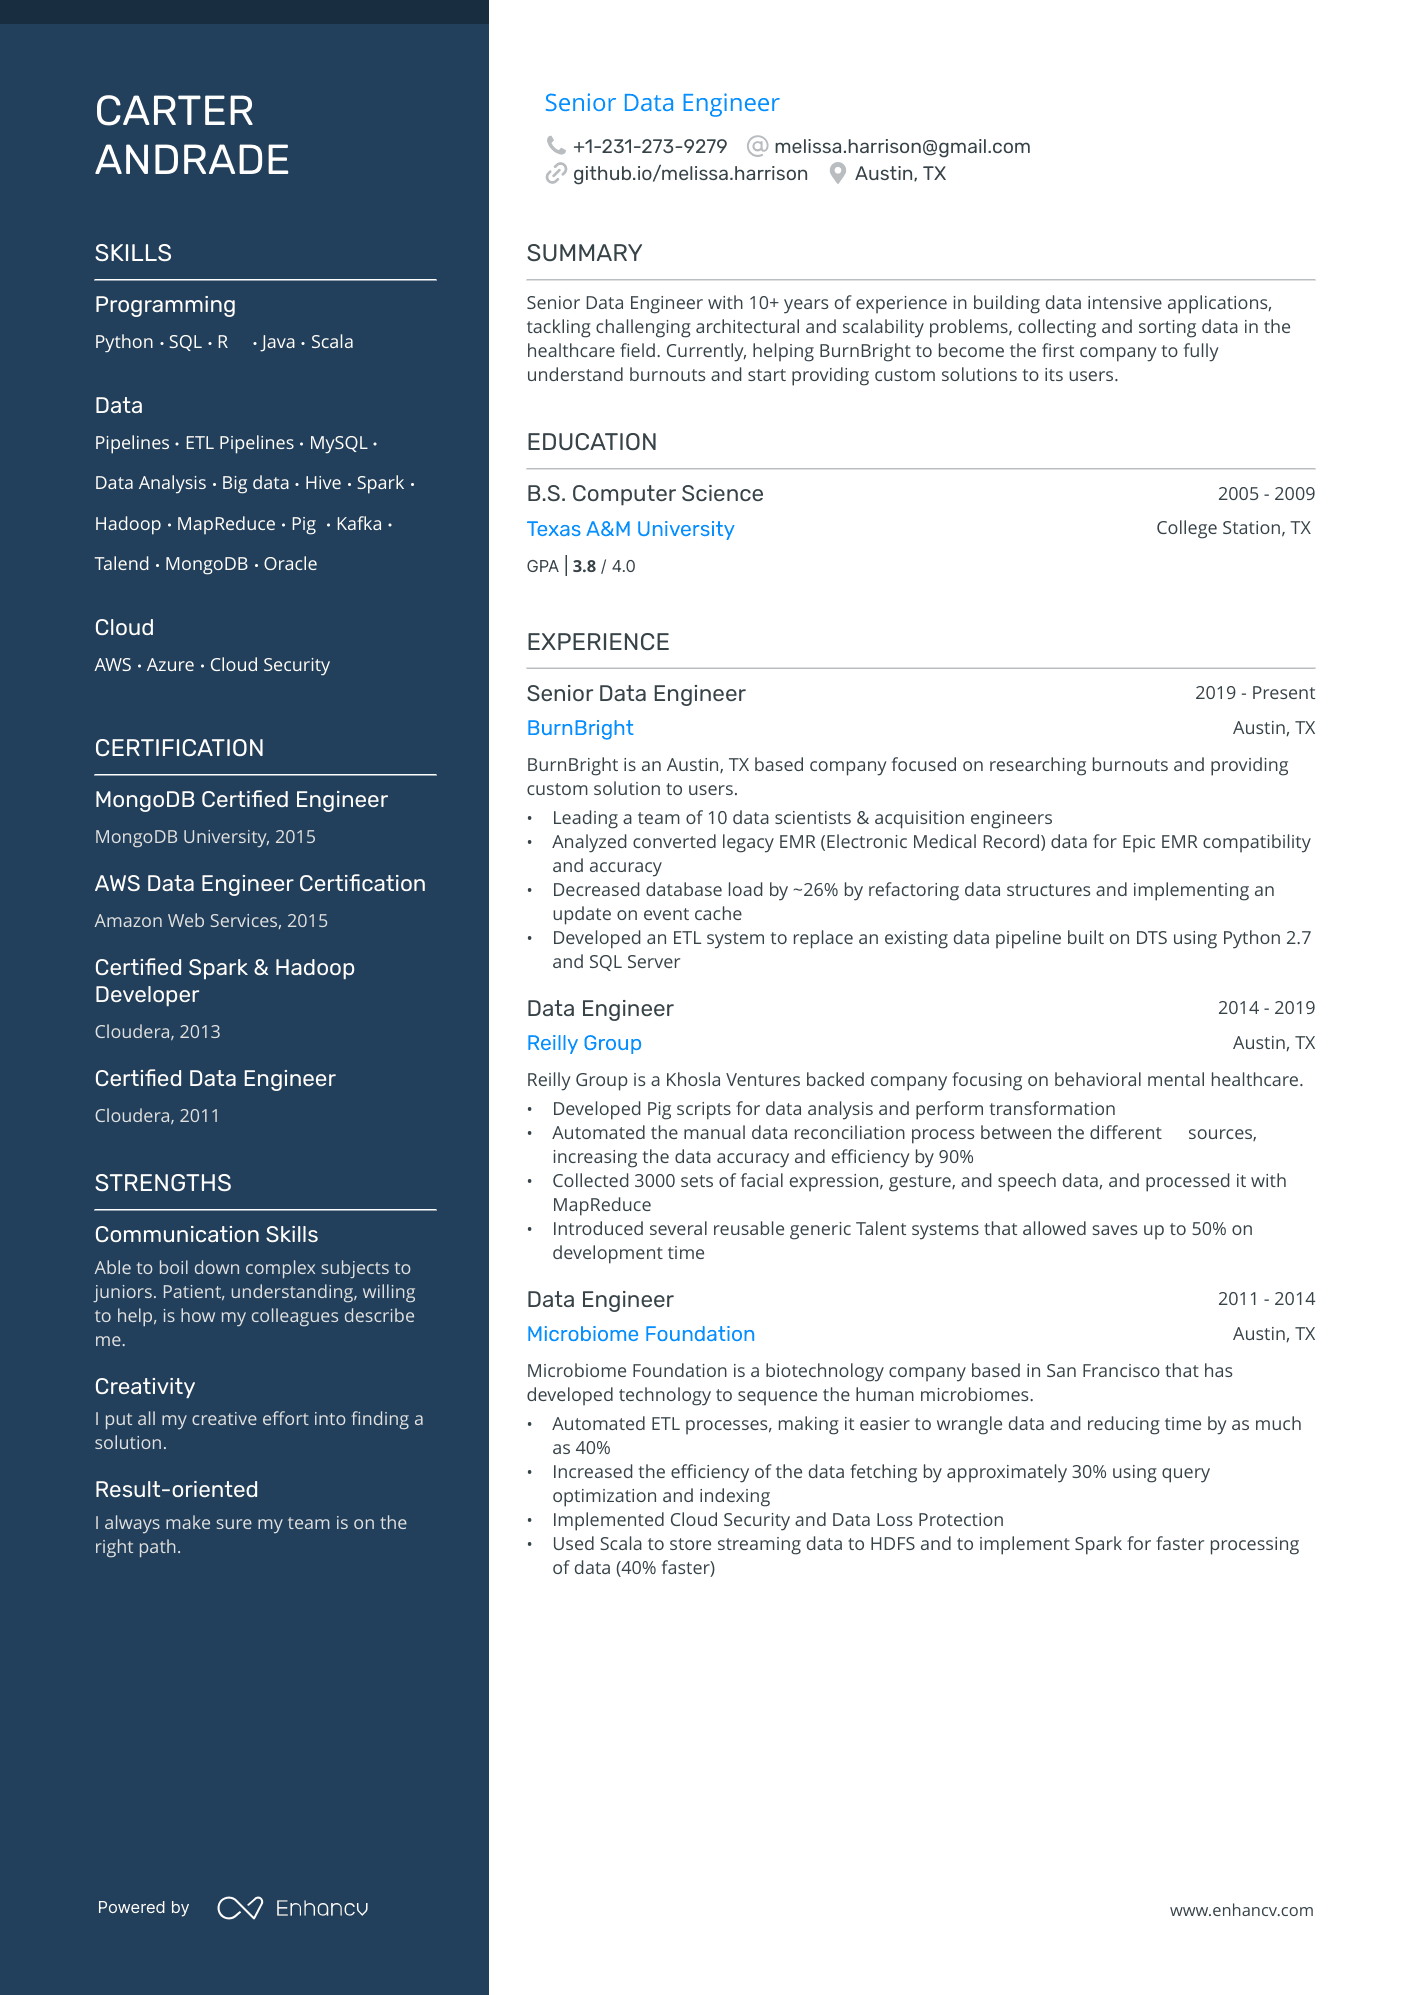 CARTER
ANDRADE
SKILLS
Programming
Python • SQL • R • Java • Scala
Data
Pipelines • ETL Pipelines • MySQL •
Data Analysis • Big data • Hive • Spark •
Hadoop • MapReduce • Pig • Kafka •
Talend • MongoDB • Oracle
Cloud
AWS • Azure • Cloud Security
CERTIFICATION
MongoDB Certified Engineer
MongoDB University, 2015
AWS Data Engineer Certification
Amazon Web Services, 2015
Certified Spark & Hadoop
Developer
Cloudera, 2013
Certified Data Engineer
Cloudera, 2011
STRENGTHS
Communication Skills
Able to boil down complex subjects to
juniors. Patient, understanding, willing
to help, is how my colleagues describe
me.
Creativity
I put all my creative effort into finding a
solution.
Result-oriented
I always make sure my team is on the
right path.
Powered by Enhancv
Senior Data Engineer
+1-231-273-9279 melissa.harrison@gmail.com
github.io/melissa.harrison Austin, TX
SUMMARY
Senior Data Engineer with 10+ years of experience in building data intensive applications,
tackling challenging architectural and scalability problems, collecting and sorting data in the
healthcare field. Currently, helping BurnBright to become the first company to fully
understand burnouts and start providing custom solutions to its users.
EDUCATION
B.S. Computer Science 2005 - 2009
Texas A&M University College Station, TX
GPA | 3.8 / 4.0
EXPERIENCE
Senior Data Engineer 2019 - Present
BurnBright Austin, TX
BurnBright is an Austin, TX based company focused on researching burnouts and providing
custom solution to users.
• Leading a team of 10 data scientists & acquisition engineers
• Analyzed converted legacy EMR (Electronic Medical Record) data for Epic EMR compatibility
and accuracy
• Decreased database load by ~26% by refactoring data structures and implementing an
update on event cache
• Developed an ETL system to replace an existing data pipeline built on DTS using Python 2.7
and SQL Server
Data Engineer 2014 - 2019
Reilly Group Austin, TX
Reilly Group is a Khosla Ventures backed company focusing on behavioral mental healthcare.
• Developed Pig scripts for data analysis and perform transformation
• Automated the manual data reconciliation process between the different sources,
increasing the data accuracy and efficiency by 90%
• Collected 3000 sets of facial expression, gesture, and speech data, and processed it with
MapReduce
• Introduced several reusable generic Talent systems that allowed saves up to 50% on
development time
Data Engineer 2011 - 2014
Microbiome Foundation Austin, TX
Microbiome Foundation is a biotechnology company based in San Francisco that has
developed technology to sequence the human microbiomes.
• Automated ETL processes, making it easier to wrangle data and reducing time by as much
as 40%
• Increased the efficiency of the data fetching by approximately 30% using query
optimization and indexing
• Implemented Cloud Security and Data Loss Protection
• Used Scala to store streaming data to HDFS and to implement Spark for faster processing
of data (40% faster)
www.enhancv.com